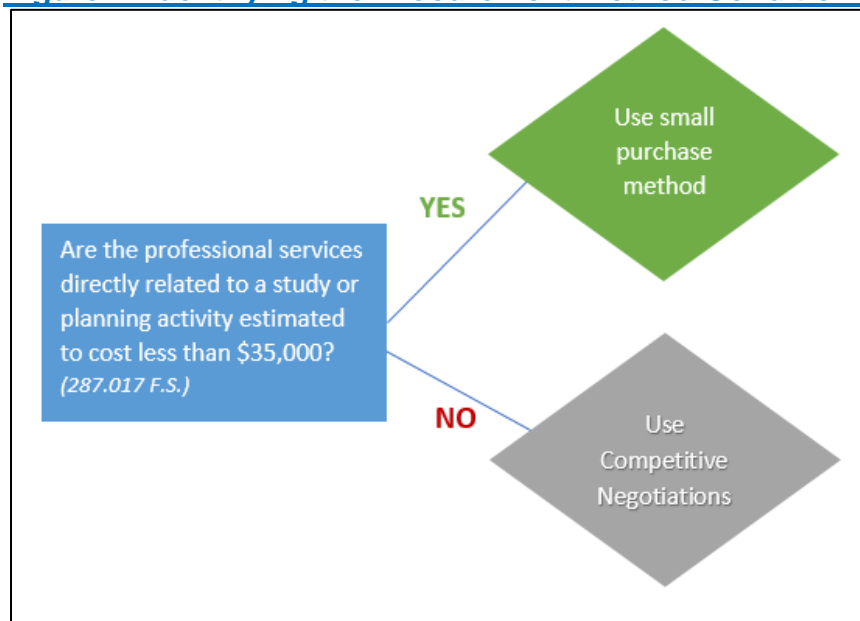 Are the professional services
directly related to a study or
planning activity estimated
to cost less than $35,000?
(287.017 F.S.)
YES
Use small
purchase
method
NO
Use
Competitive
Negotiations